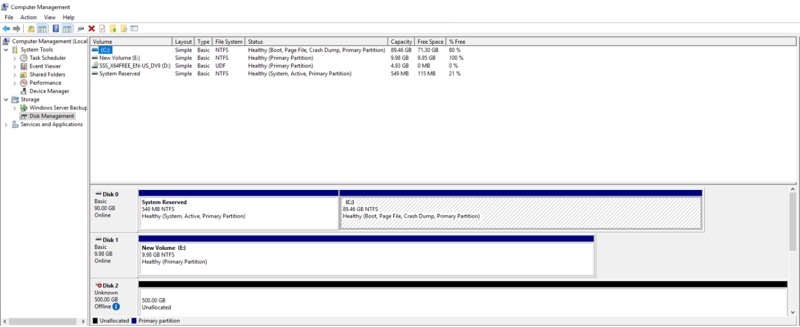 Computer Management
File Action View Help
Computer Management (Local
System Tools
Task Scheduler
Event Viewer
Shared Folders
Performance
Device Manager
Storage
Windows Server Backup
Disk Management
Services and Applications
Volume Layout Type File System Status Capacity Free Space % Free
(C:) Simple Basic NTFS Healthy (Boot, Page File, Crash Dump, Primary Partition) 89.46 GB 71.30 GB 80 %
New Volume (E:) Simple Basic NTFS Healthy (Primary Partition) 9.98 GB 9.95 GB 100 %
SSS_X64FREE_EN-US_DV9 (D:) Simple Basic UDF Healthy (Primary Partition) 4.93 GB 0 MB 0 %
System Reserved Simple Basic NTFS Healthy (System, Active, Primary Partition) 549 MB 115 MB 21 %
Disk 0
Basic
90.00 GB
Online
System Reserved
549 MB NTFS
Healthy (System, Active, Primary Partition)
(C:)
89.46 GB NTFS
Healthy (Boot, Page File, Crash Dump, Primary Partition)
Disk 1
Basic
9.98 GB
Online
New Volume (E:)
9.98 GB NTFS
Healthy (Primary Partition)
Disk 2
Unknown
500.00 GB
Offline
500.00 GB
Unallocated
Unallocated Primary partition